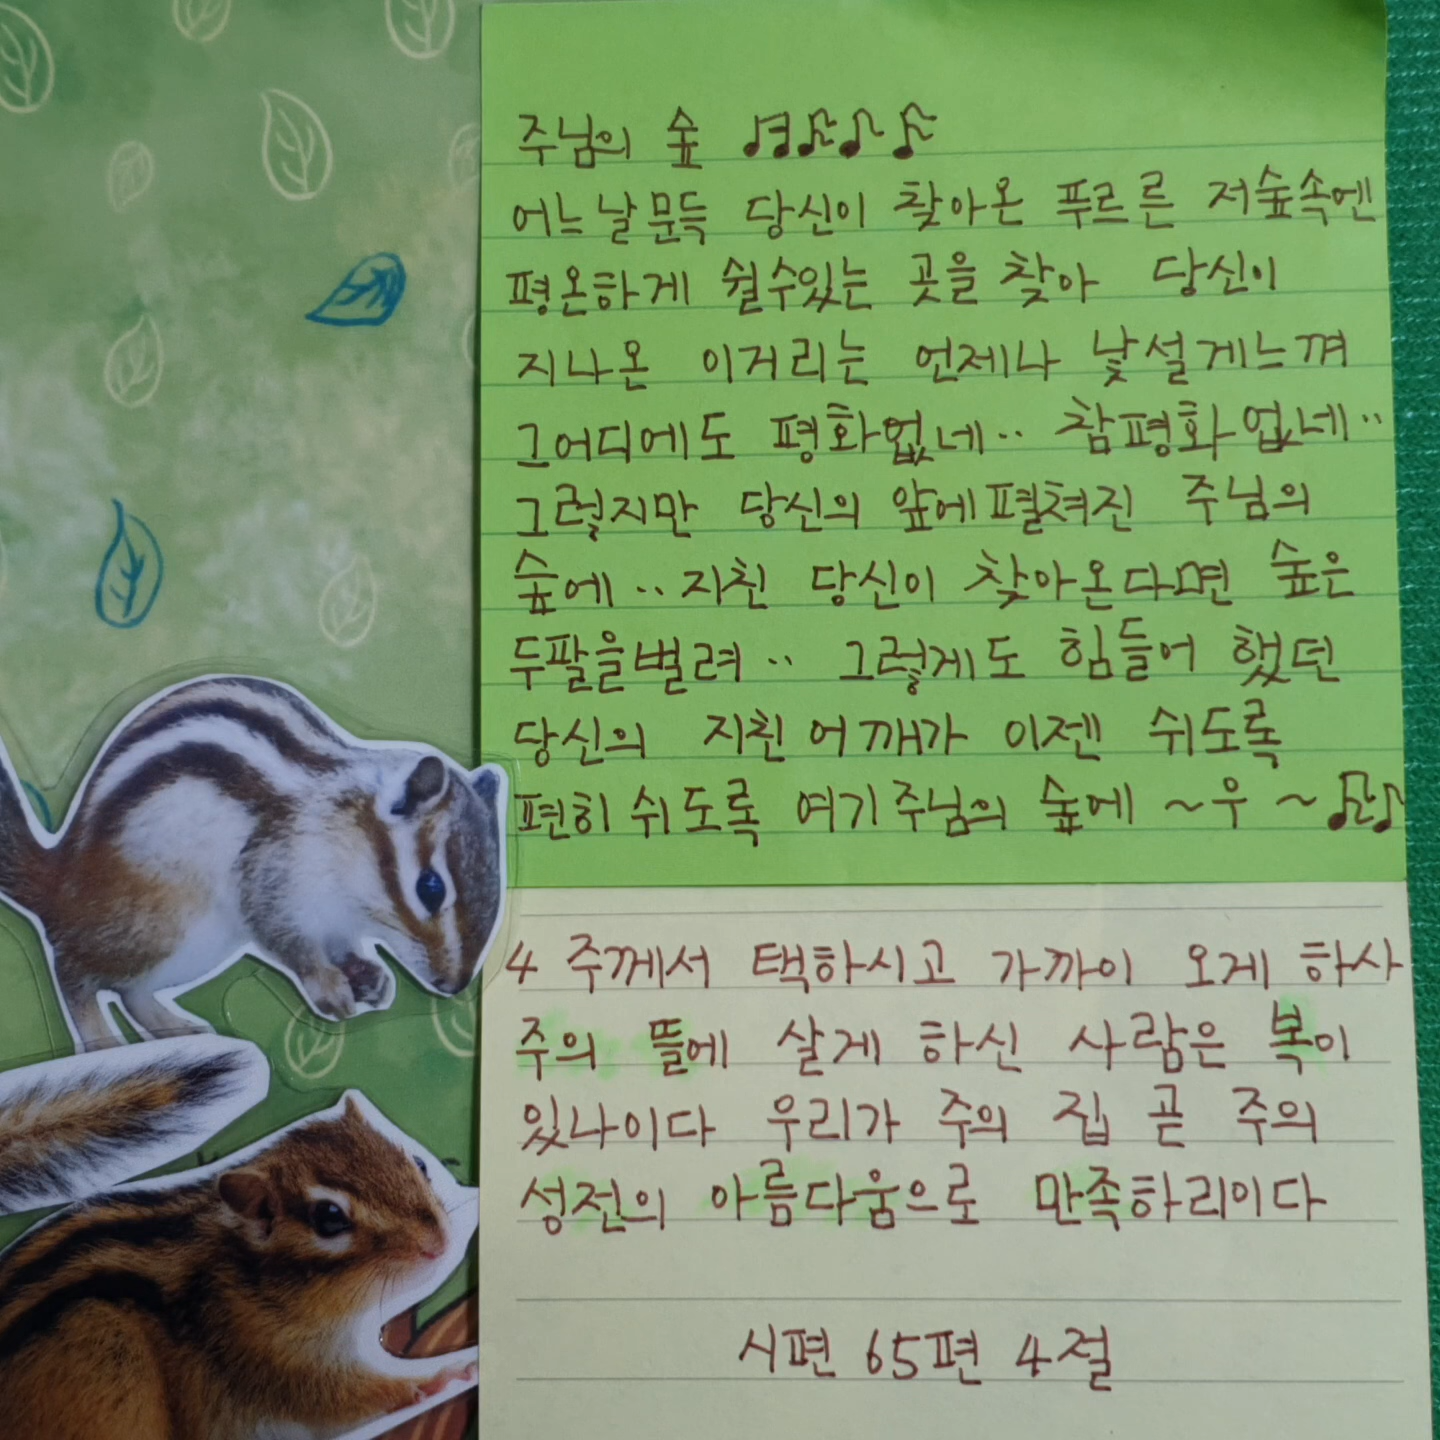 주님의 숲 ♬♫♪♪
어느날문득 당신이 찾아온 푸르른 저숲속엔
평온하게 쉴수있는 곳을 찾아 당신이
지나온 이거리는 언제나 낯설게느껴
그어디에도 평화없네‥ 참평화없네‥
그렇지만 당신의 앞에펼쳐진 주님의
숲에‥지친 당신이 찾아온다면 숲은
두팔을벌려‥ 그렇게도 힘들어 했던
당신의 지친어깨가 이젠 쉬도록
편히쉬도록 여기주님의 숲에 ~우 ~♫♪
4 주께서 택하시고 가까이 오게 하사
주의 뜰에 살게 하신 사람은 복이
있나이다 우리가 주의 집 곧 주의
성전의 아름다움으로 만족하리이다
시편 65편 4절